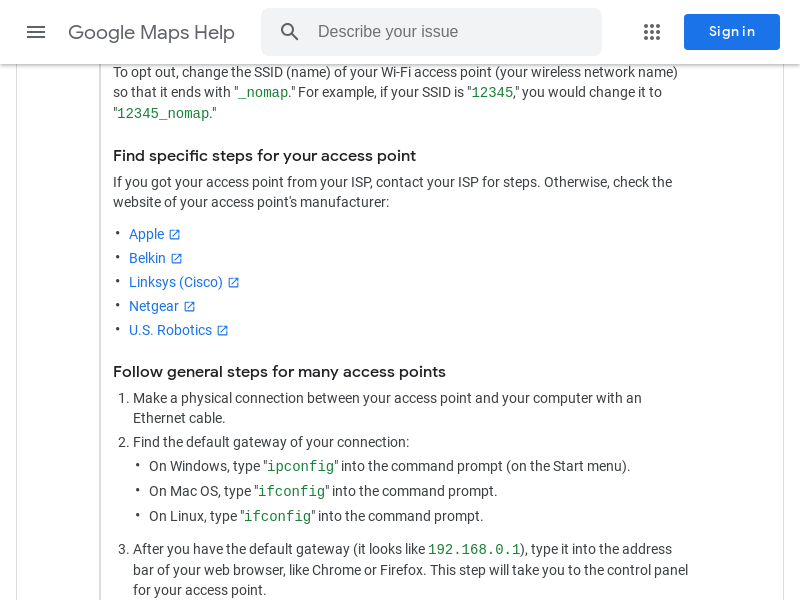 Google Maps Help
Describe your issue
Sign in
To opt out, change the SSID (name) of your Wi-Fi access point (your wireless network name)
so that it ends with "_nomap." For example, if your SSID is "12345," you would change it to
"12345_nomap."
Find specific steps for your access point
If you got your access point from your ISP, contact your ISP for steps. Otherwise, check the
website of your access point's manufacturer:
• Apple
• Belkin
• Linksys (Cisco)
• Netgear
• U.S. Robotics
Follow general steps for many access points
1. Make a physical connection between your access point and your computer with an
Ethernet cable.
2. Find the default gateway of your connection:
• On Windows, type "ipconfig" into the command prompt (on the Start menu).
• On Mac OS, type "ifconfig" into the command prompt.
• On Linux, type "ifconfig" into the command prompt.
3. After you have the default gateway (it looks like 192.168.0.1), type it into the address
bar of your web browser, like Chrome or Firefox. This step will take you to the control panel
for your access point.